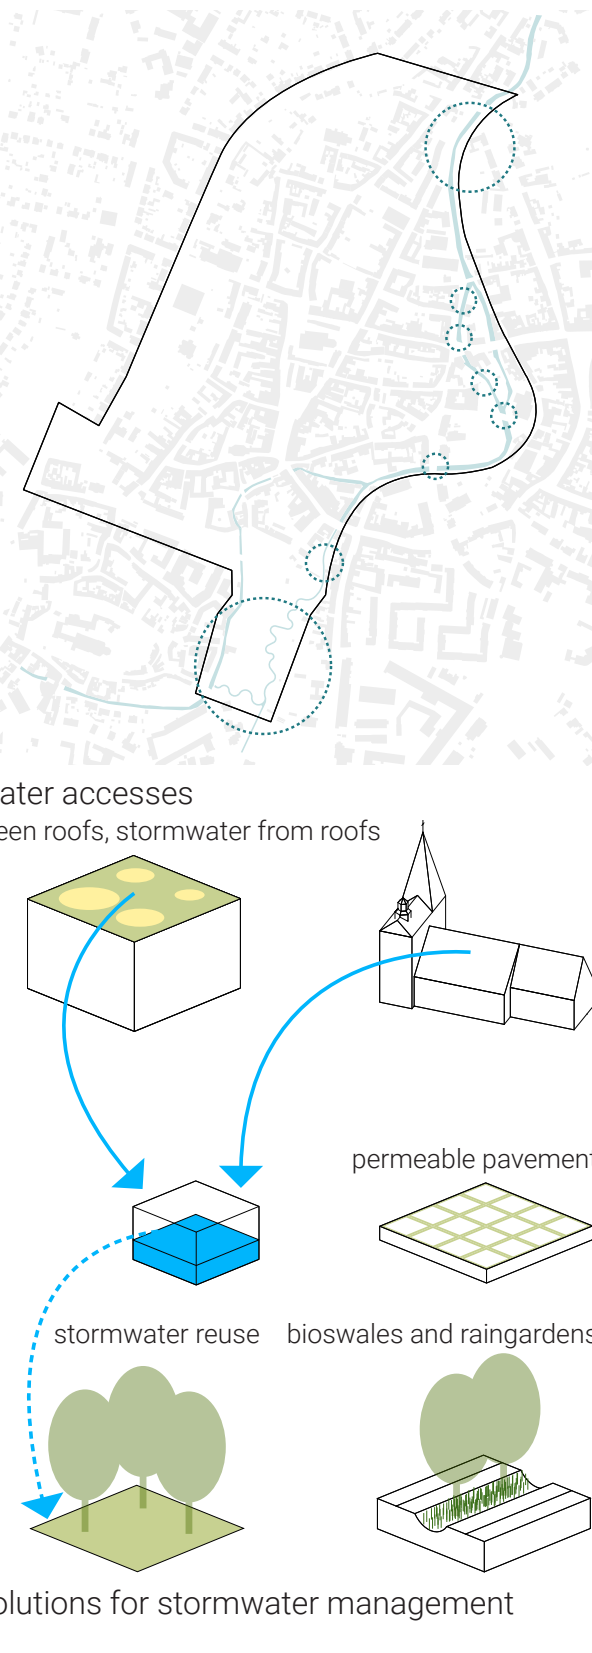 ater accesses
een roofs, stormwater from roofs
permeable pavement
stormwater reuse
bioswales and raingardens
olutions for stormwater management